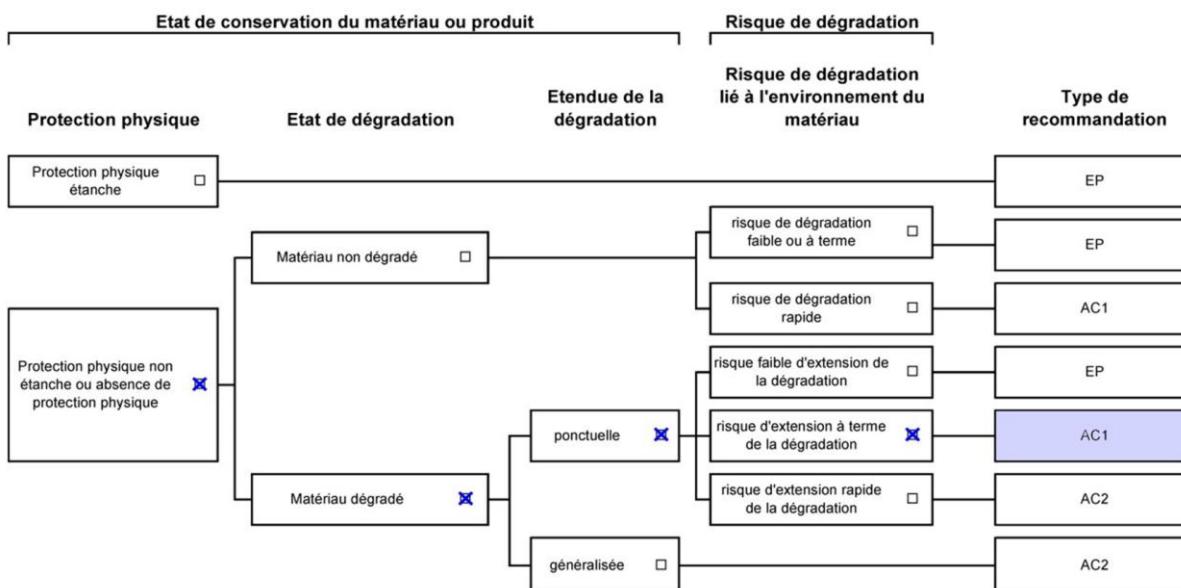 Etat de conservation du matériau ou produit
Risque de dégradation
Protection physique
Etat de dégradation
Etendue de la
dégradation
Risque de dégradation
lié à l'environnement du
matériau
Type de
recommandation
Protection physique
étanche
EP
Matériau non dégradé
risque de dégradation
faible ou à terme
EP
risque de dégradation
rapide
AC1
Protection physique non
étanche ou absence de
protection physique
risque faible d'extension de
la dégradation
EP
ponctuelle
risque d'extension à terme
de la dégradation
AC1
Matériau dégradé
risque d'extension rapide
de la dégradation
AC2
généralisée
AC2